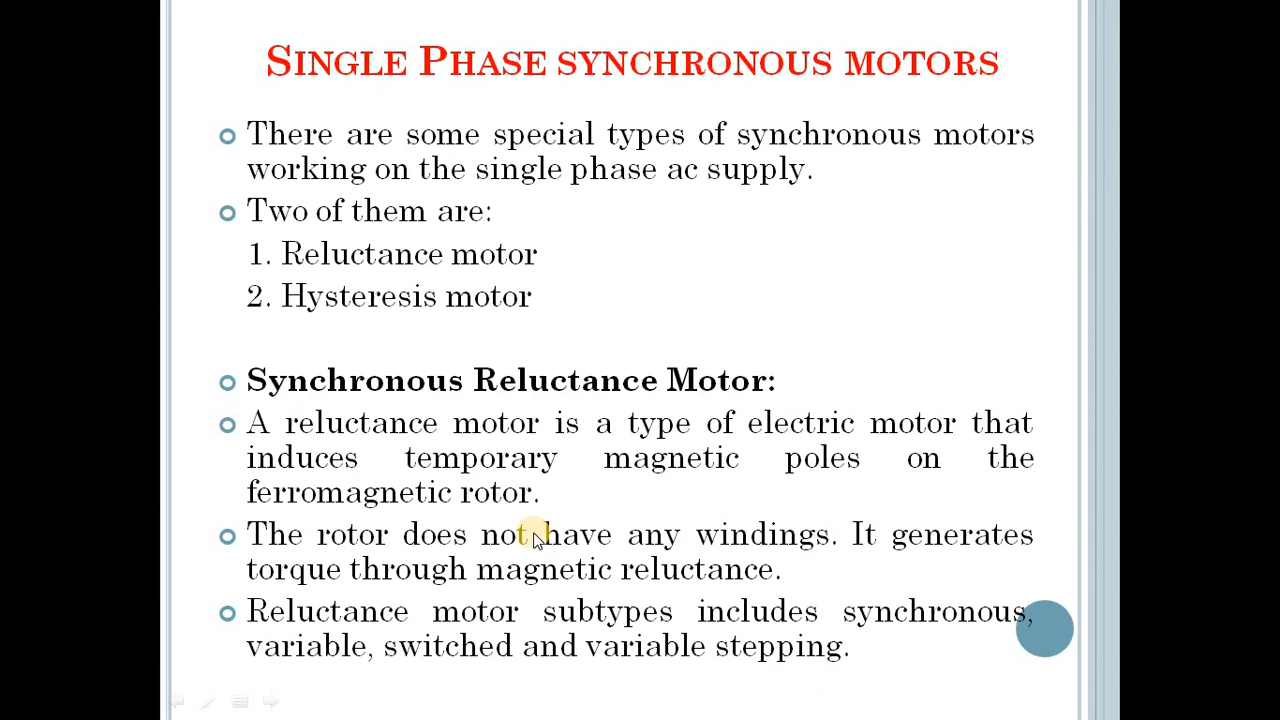 SINGLE PHASE SYNCHRONOUS MOTORS
There are some special types of synchronous motors
working on the single phase ac supply.
Two of them are:
1. Reluctance motor
2. Hysteresis motor
Synchronous Reluctance Motor:
A reluctance motor is a type of electric motor that
induces temporary magnetic poles on the
ferromagnetic rotor.
The rotor does not have any windings. It generates
torque through magnetic reluctance.
Reluctance motor subtypes includes synchronous,
variable, switched and variable stepping.